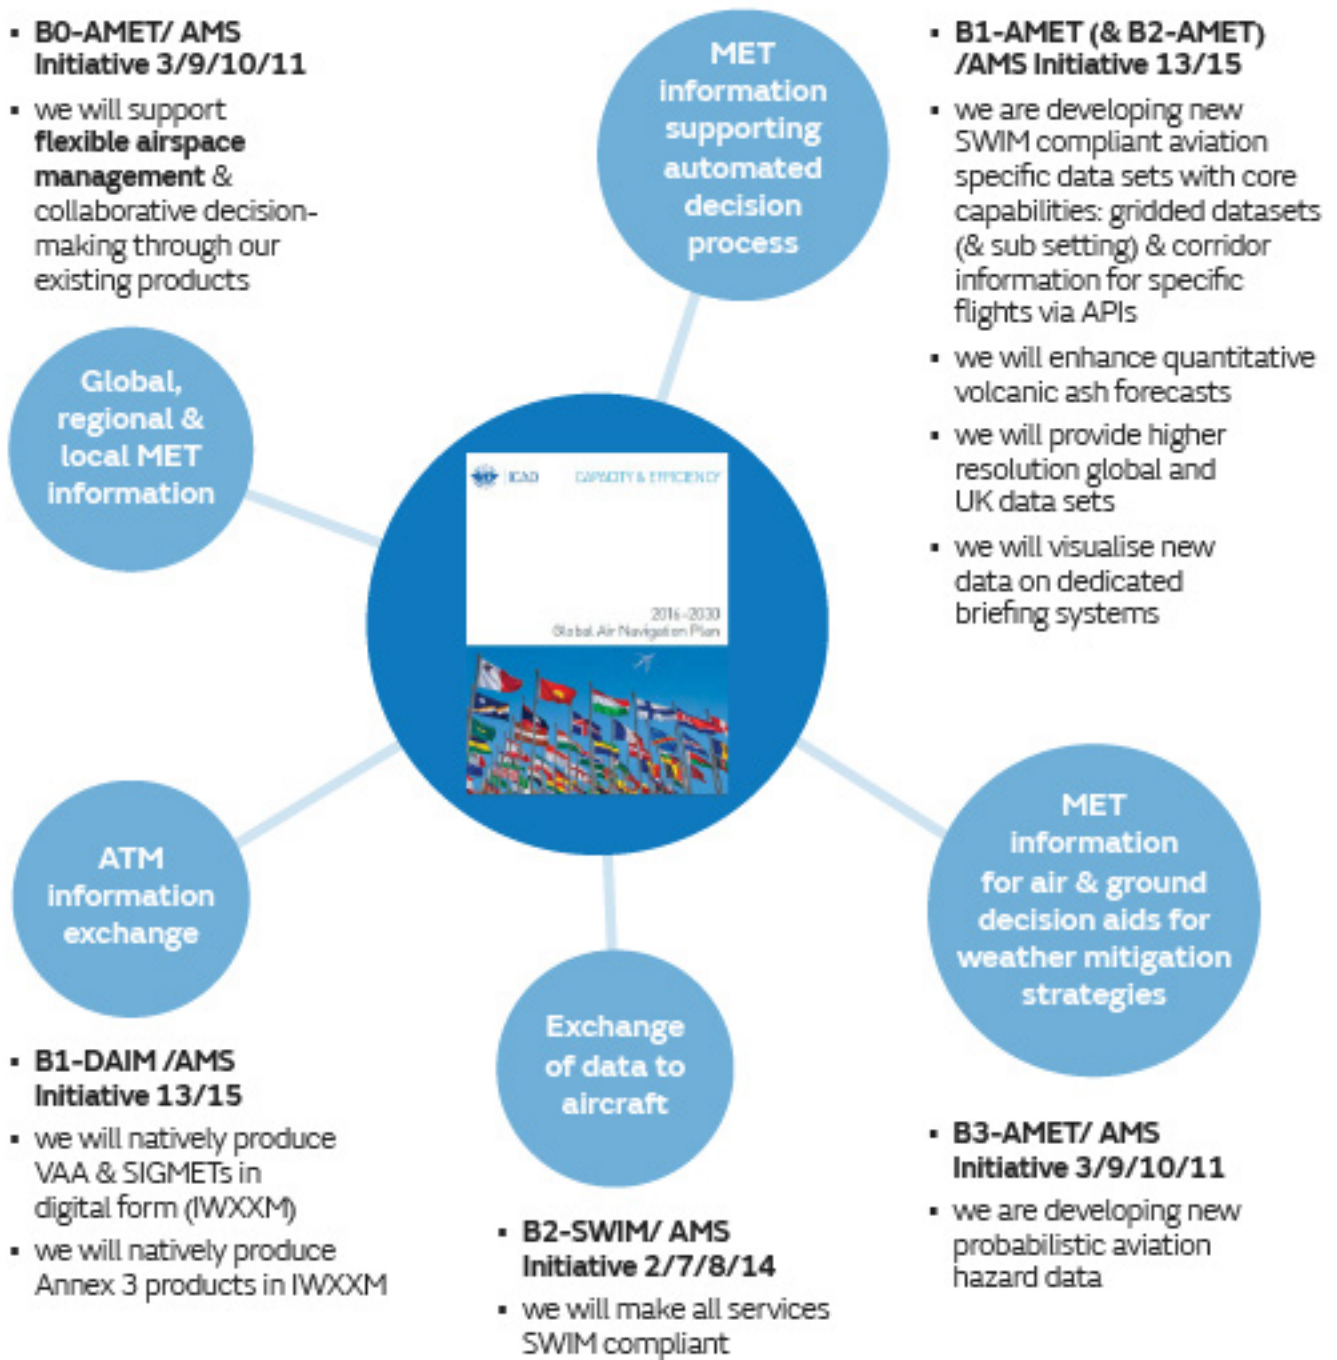 ▪ B0-AMET/ AMS
Initiative 3/9/10/11
▪ we will support
flexible airspace
management &
collaborative decision-
making through our
existing products
MET
information
supporting
automated
decision
process
▪ B1-AMET (& B2-AMET)
/AMS Initiative 13/15
▪ we are developing new
SWIM compliant aviation
specific data sets with core
capabilities: gridded datasets
(& sub setting) & corridor
information for specific
flights via APIs
▪ we will enhance quantitative
volcanic ash forecasts
▪ we will provide higher
resolution global and
UK data sets
▪ we will visualise new
data on dedicated
briefing systems
Global,
regional &
local MET
information
ICAO
CAPACITY & EFFICIENCY
2016-2030
Global Air Navigation Plan
ATM
information
exchange
▪ B1-DAIM /AMS
Initiative 13/15
▪ we will natively produce
VAA & SIGMETs in
digital form (IWXXM)
▪ we will natively produce
Annex 3 products in IWXXM
Exchange
of data to
aircraft
▪ B2-SWIM/ AMS
Initiative 2/7/8/14
▪ we will make all services
SWIM compliant
MET
information
for air & ground
decision aids for
weather mitigation
strategies
▪ B3-AMET/ AMS
Initiative 3/9/10/11
▪ we are developing new
probabilistic aviation
hazard data